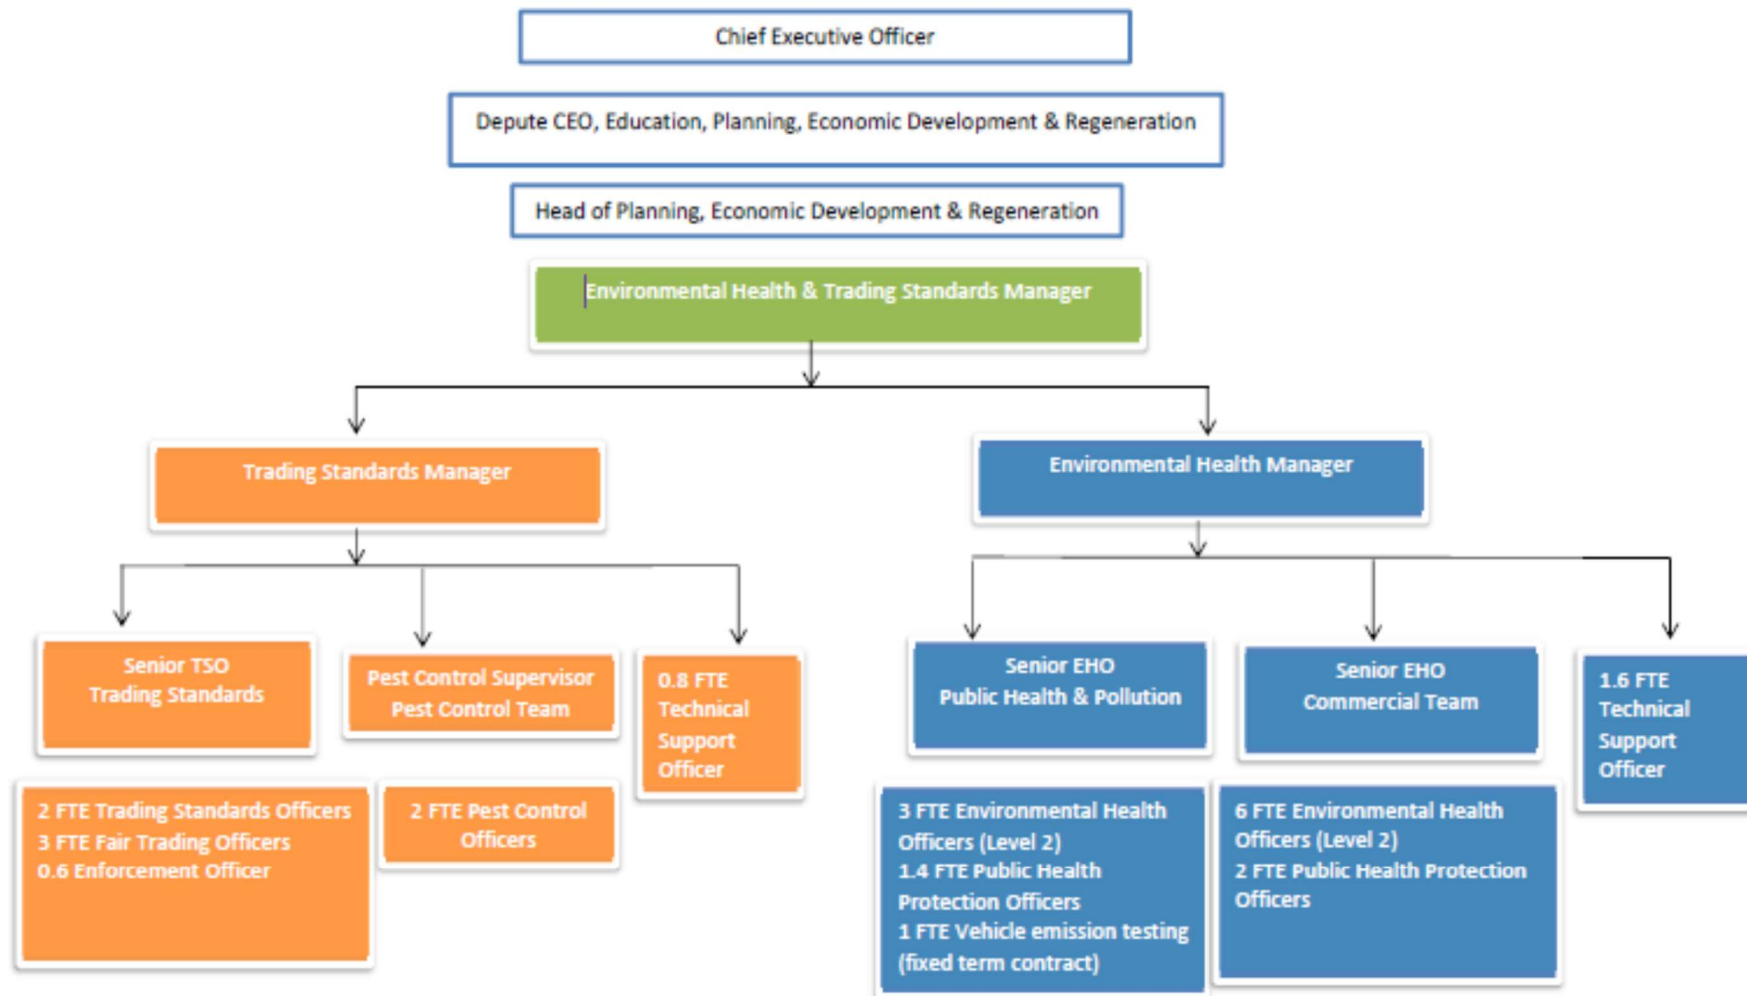 Chief Executive Officer
Depute CEO, Education, Planning, Economic Development & Regeneration
Head of Planning, Economic Development & Regeneration
Environmental Health & Trading Standards Manager
Trading Standards Manager
Environmental Health Manager
Senior TSO
Trading Standards
Pest Control Supervisor
Pest Control Team
0.8 FTE
Technical
Support
Officer
Senior EHO
Public Health & Pollution
Senior EHO
Commercial Team
1.6 FTE
Technical
Support
Officer
2 FTE Trading Standards Officers
3 FTE Fair Trading Officers
0.6 Enforcement Officer
2 FTE Pest Control
Officers
3 FTE Environmental Health
Officers (Level 2)
1.4 FTE Public Health
Protection Officers
1 FTE Vehicle emission testing
(fixed term contract)
6 FTE Environmental Health
Officers (Level 2)
2 FTE Public Health Protection
Officers